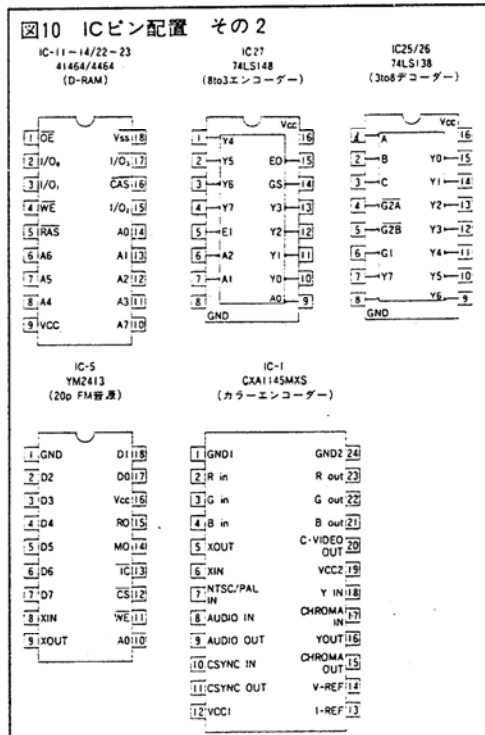 図10 ICピン配置 その2
IC-11-14/22-23
41464/4464
(D-RAM)
1 OE Vss 18
2 I/O₀ I/O₃ 17
3 I/O₁ CAS 16
4 WE I/O₂ 15
5 RAS A0 14
6 A6 A1 13
7 A5 A2 12
8 A4 A3 11
9 VCC A7 10
IC27
74LS148
(8to3エンコーダー)
Vcc
1 Y4 16
2 Y5 EO 15
3 Y6 GS 14
4 Y7 Y3 13
5 E1 Y2 12
6 A2 Y1 11
7 A1 Y0 10
8 A0 9
GND
IC25/26
74LS138
(3to8デコーダー)
Vcc
1 A 16
2 B Y0 15
3 C Y1 14
4 G2A Y2 13
5 G2B Y3 12
6 G1 Y4 11
7 Y7 Y5 10
8 Y6 9
GND
IC-5
YM2413
(20p FM音源)
1 GND D1 18
2 D2 D0 17
3 D3 Vcc 16
4 D4 RO 15
5 D5 MO 14
6 D6 IC 13
7 D7 CS 12
8 XIN WE 11
9 XOUT A0 10
IC-1
CXA1145MXS
(カラーエンコーダー)
1 GND1 GND2 24
2 R in R out 23
3 G in G out 22
4 B in B out 21
5 XOUT C-VIDEO OUT 20
6 XIN VCC2 19
7 NTSC/PAL IN Y IN 18
8 AUDIO IN CHROMA IN 17
9 AUDIO OUT YOUT 16
10 CSYNC IN CHROMA OUT 15
11 CSYNC OUT V-REF 14
12 VCC1 I-REF 13